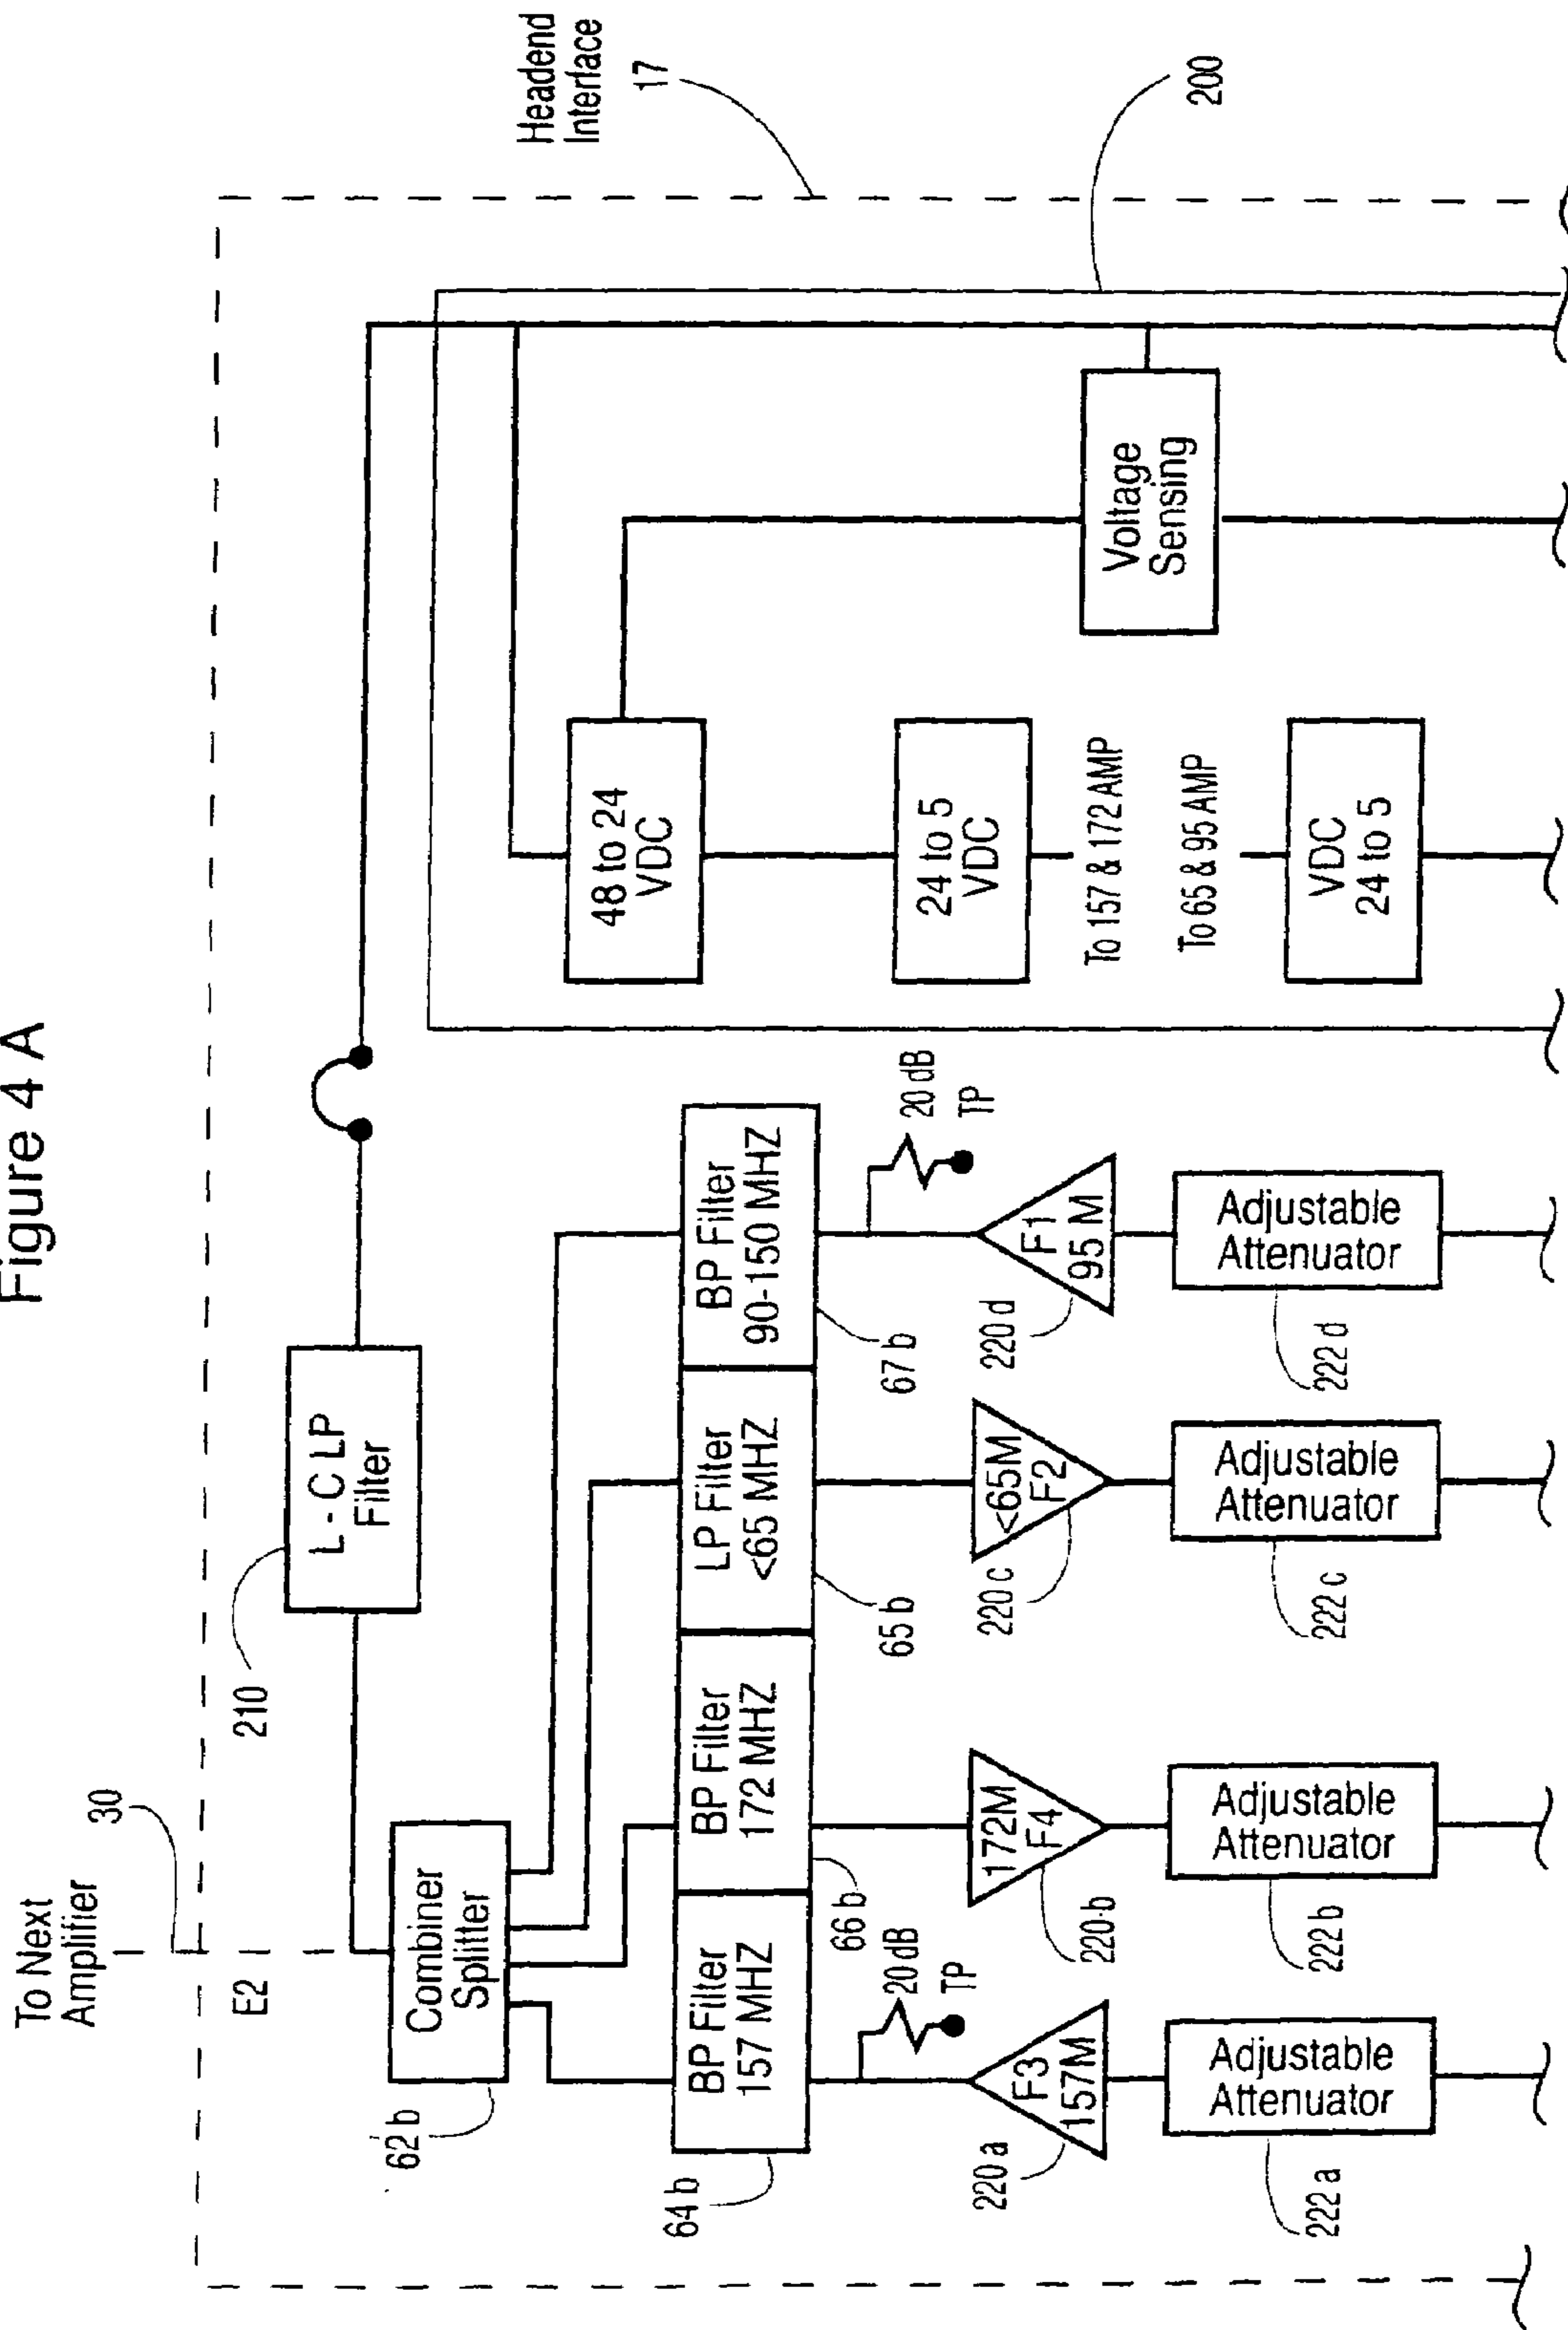 Figure 4 A
To Next
Amplifier
30
E2
Headend
Interface
17
200
210
L - C LP
Filter
Combiner
Splitter
62 b
BP Filter
157 MHZ
BP Filter
172 MHZ
LP Filter
<65 MHZ
BP Filter
90-150 MHZ
64 b
66 b
65 b
67 b
20 dB
TP
20 dB
TP
F3
157M
172M
F4
<65M
F2
F1
95 M
220 a
220-b
220 c
220 d
Adjustable
Attenuator
Adjustable
Attenuator
Adjustable
Attenuator
Adjustable
Attenuator
222 a
222 b
222 c
222 d
48 to 24
VDC
24 to 5
VDC
To 157 & 172 AMP
To 65 & 95 AMP
VDC
24 to 5
Voltage
Sensing